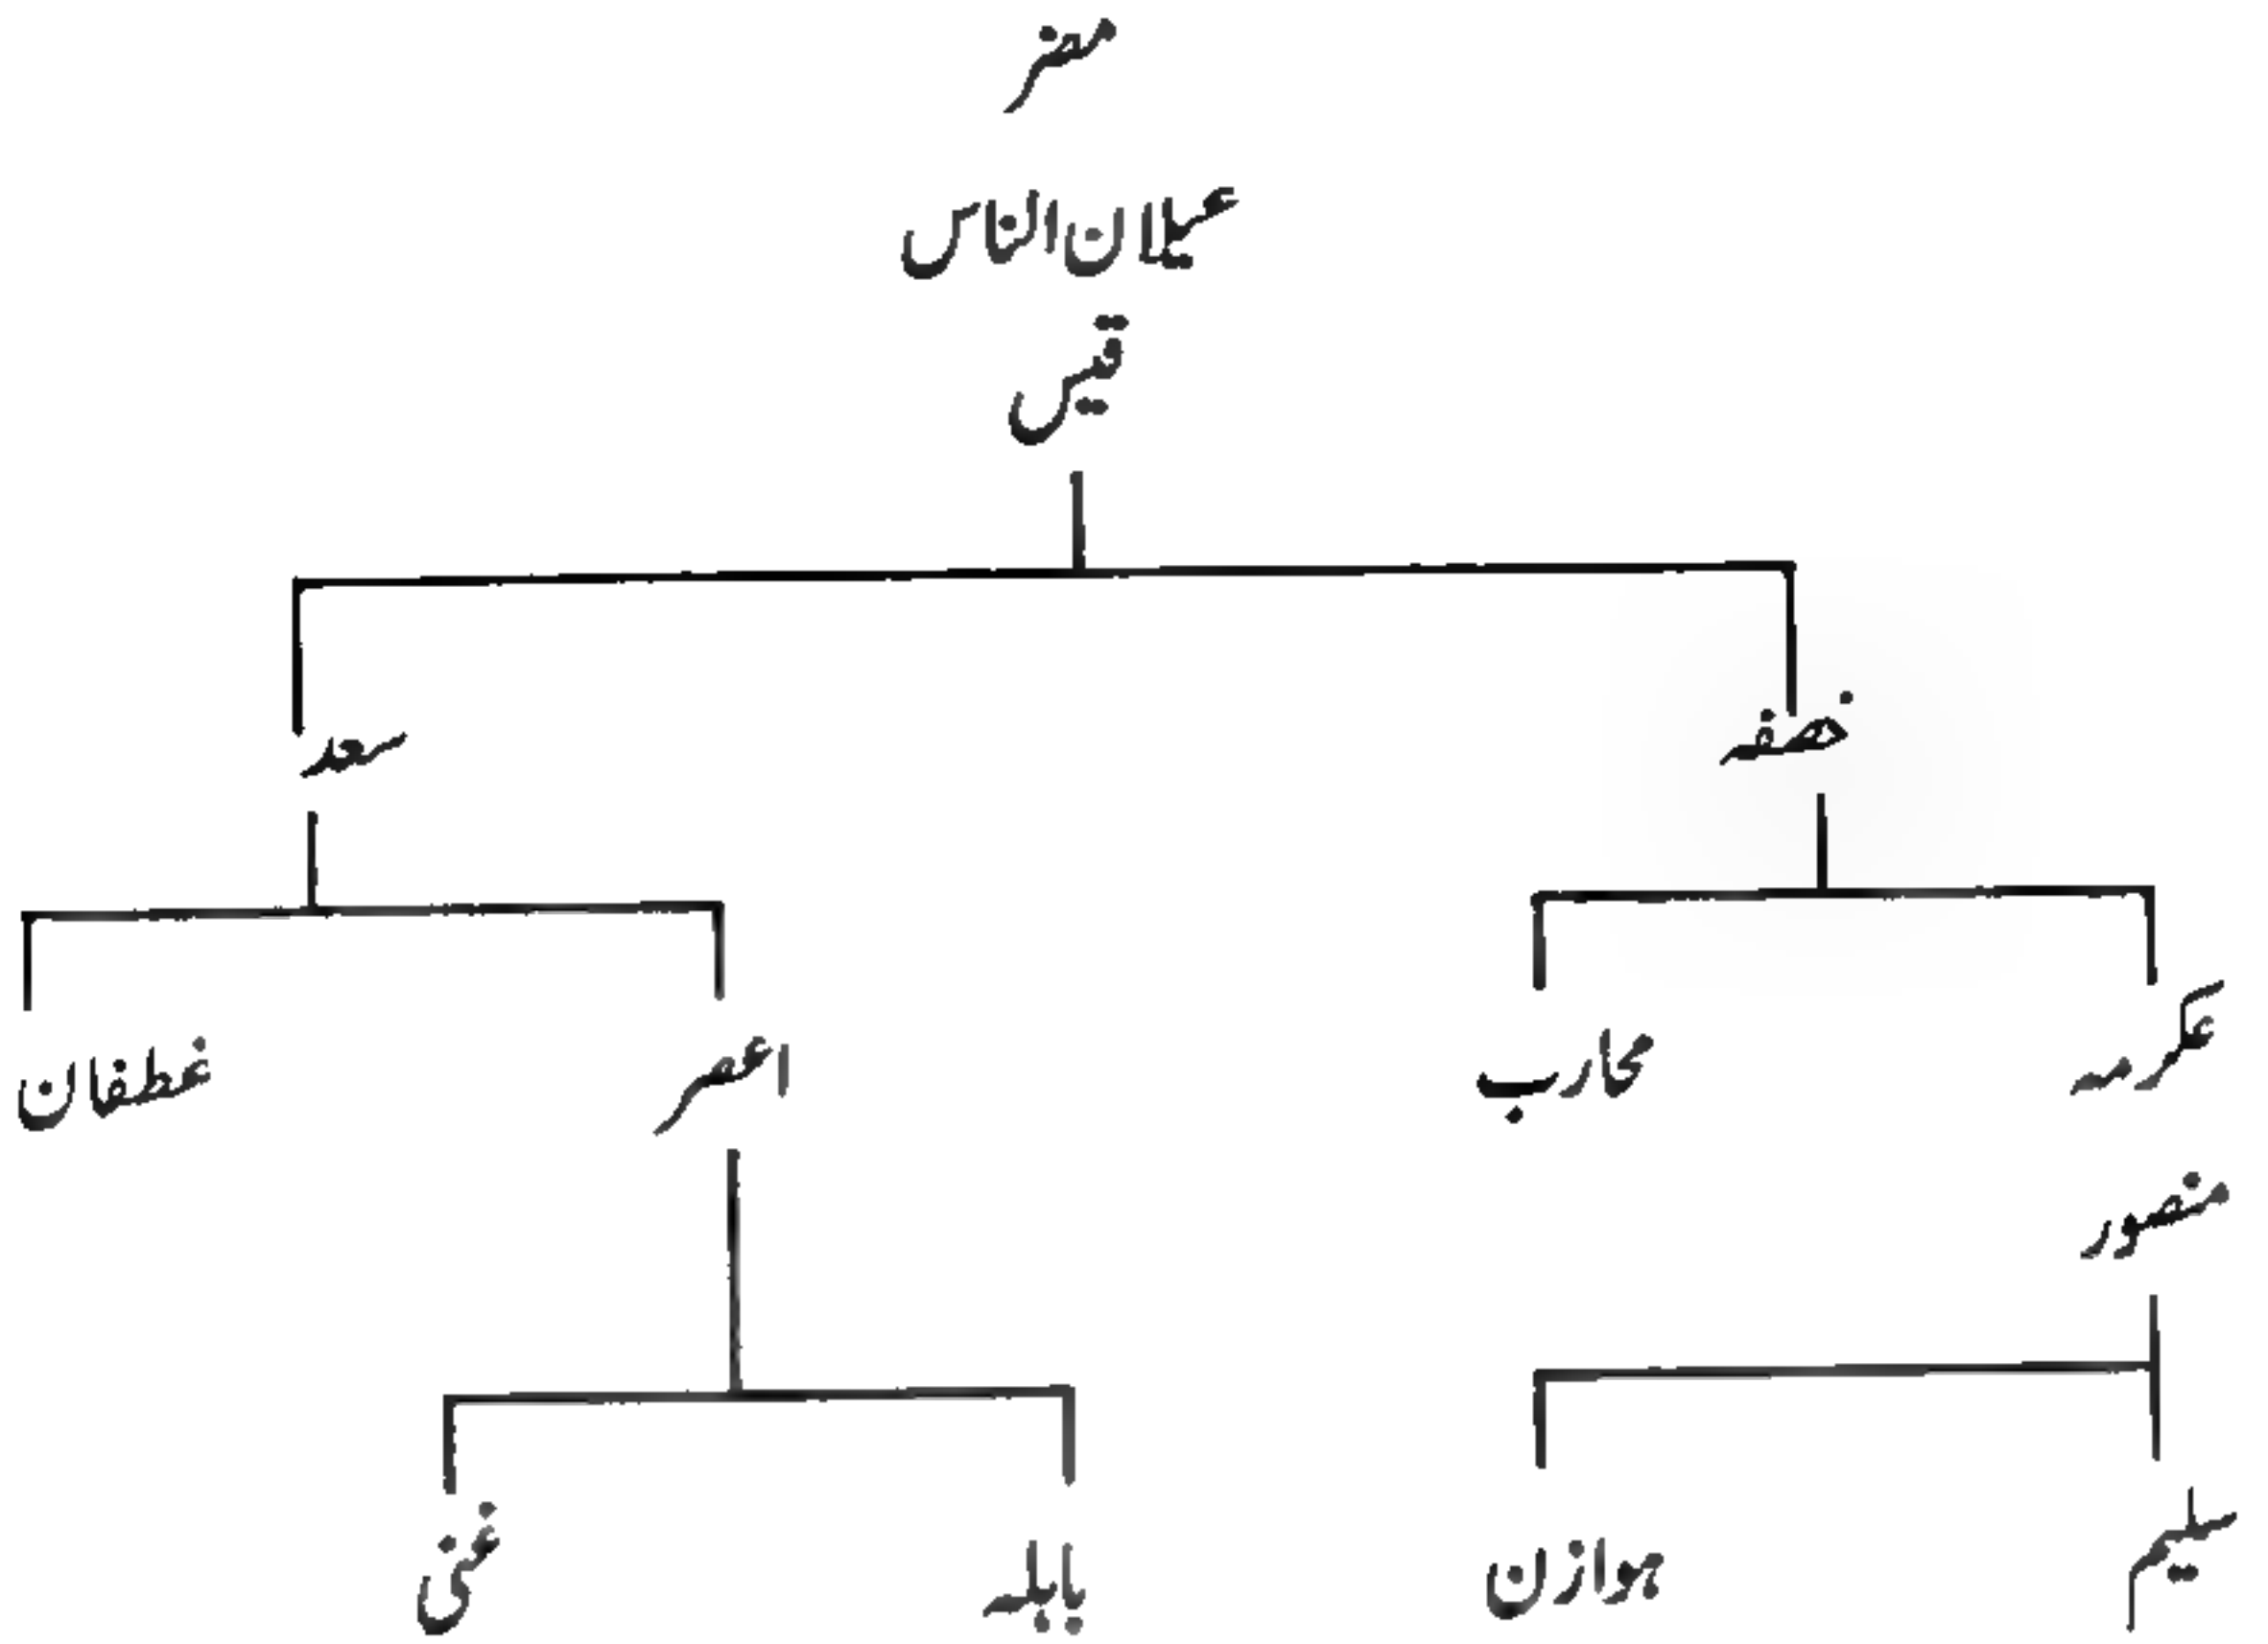 مضر
عیلان الناس
قیس
خصفہ
سعد
عکرمہ
محارب
اعصر
غطفان
منصور
سلیم
ہوازن
باہلہ
غنی